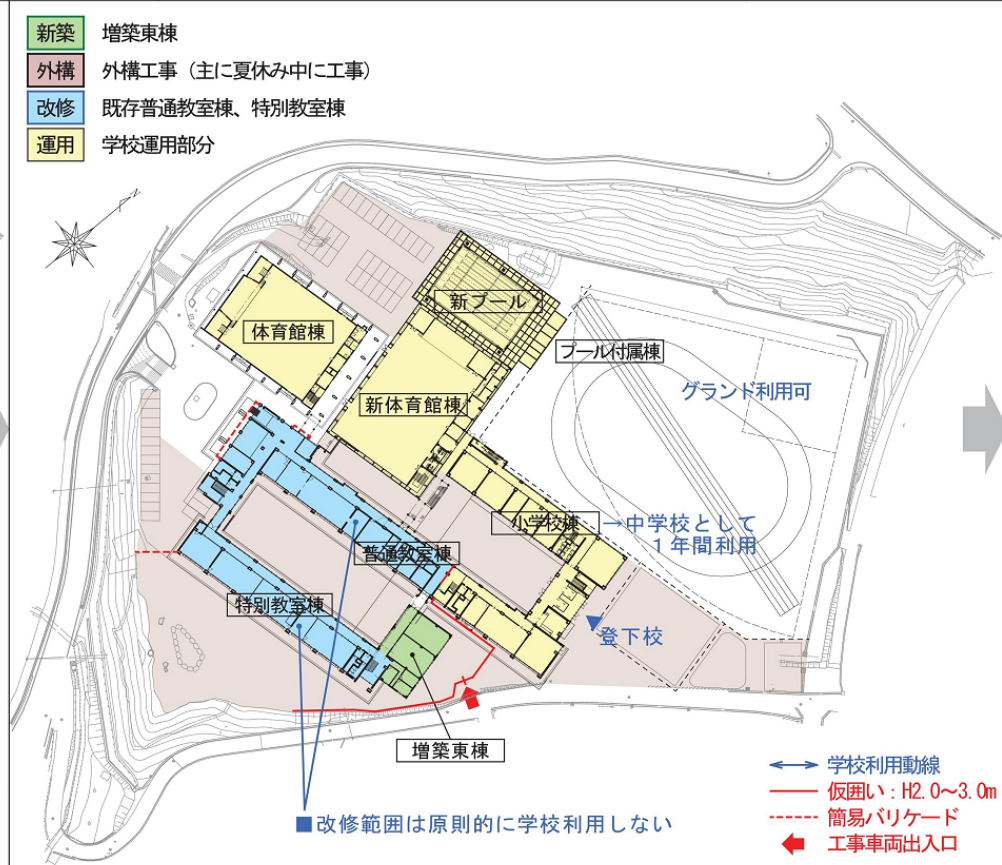 新築 増築東棟
外構 外構工事（主に夏休み中に工事）
改修 既存普通教室棟、特別教室棟
運用 学校運用部分
N
新プール
体育館棟
プール付属棟
グランド利用可
新体育館棟
小学校棟 →中学校として
１年間利用
普通教室棟
特別教室棟
登下校
増築東棟
■改修範囲は原則的に学校利用しない
学校利用動線
仮囲い：H2.0〜3.0m
簡易バリケード
工事車両出入口